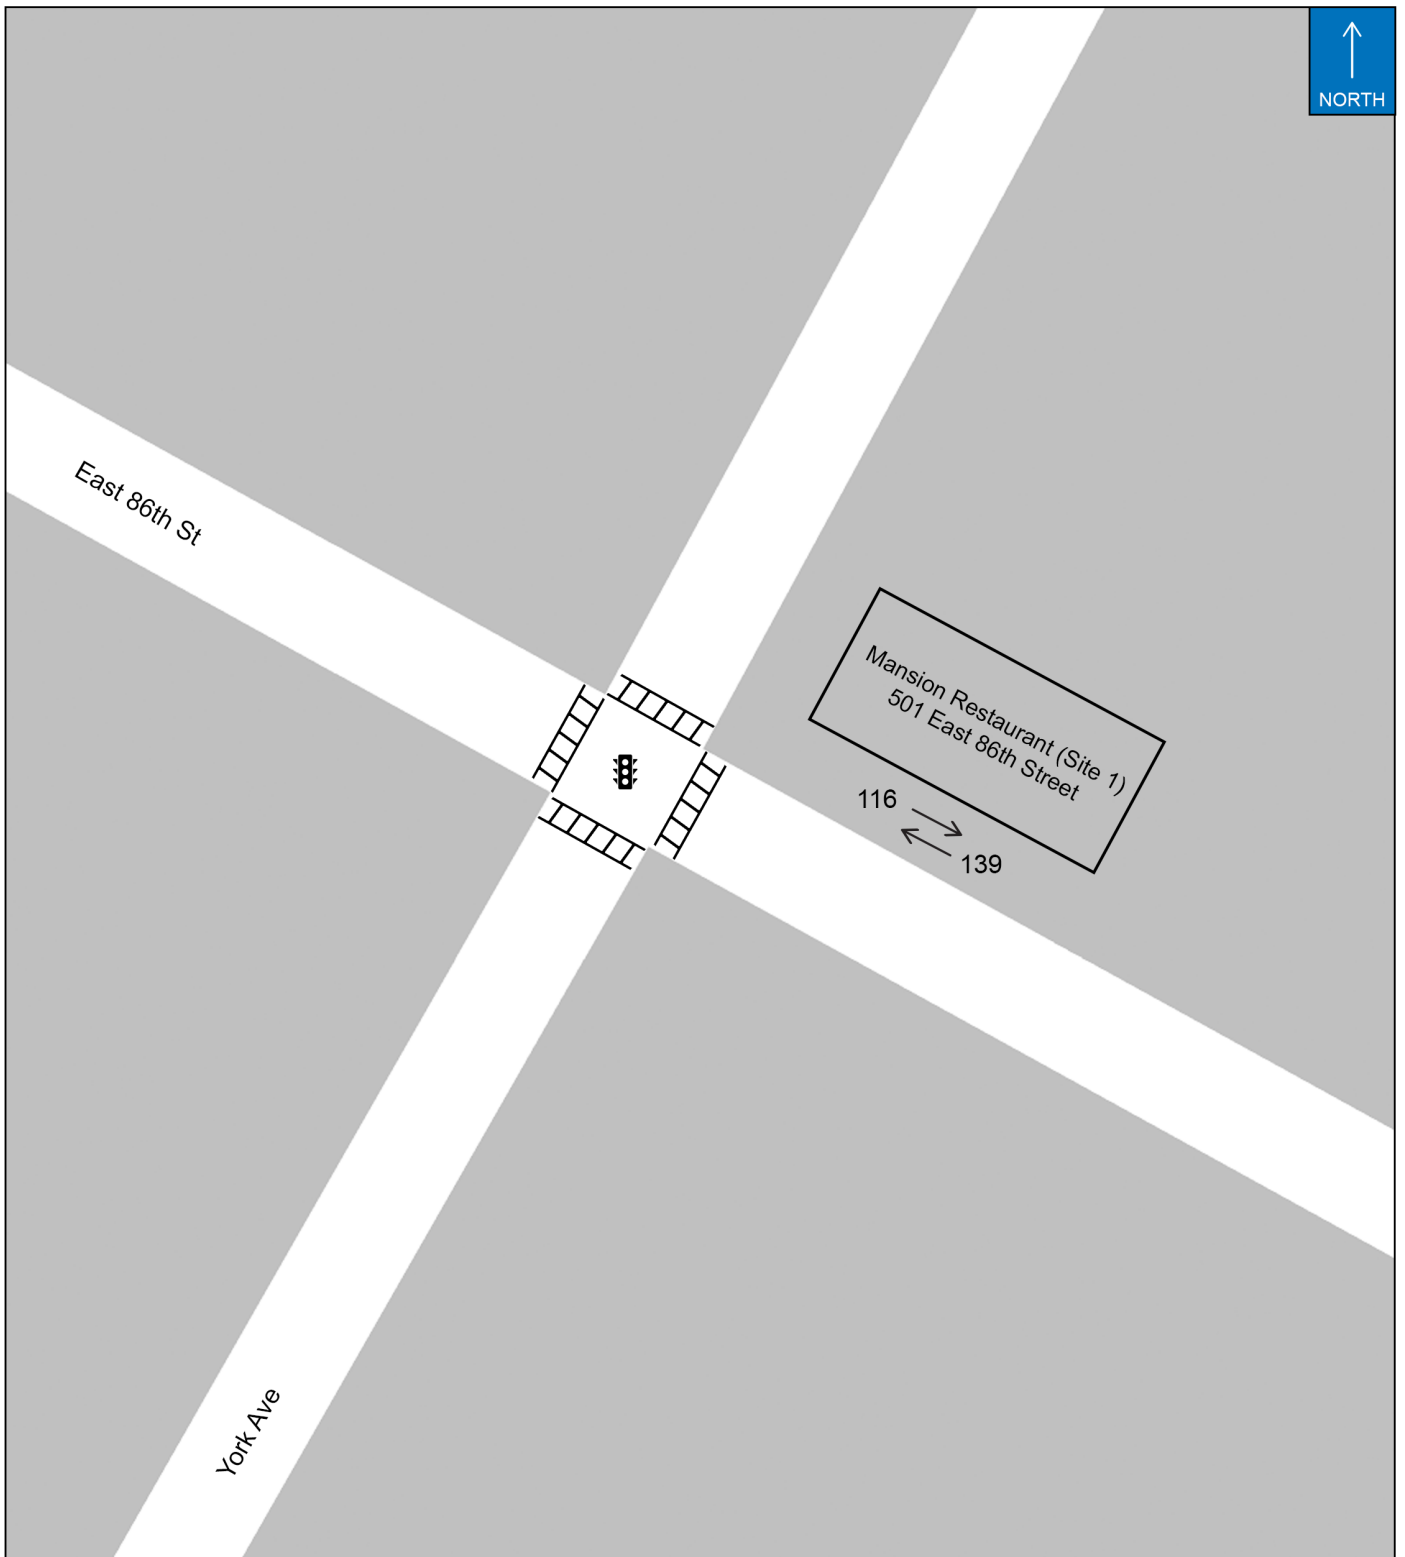 NORTH
East 86th St
Mansion Restaurant (Site 1)
501 East 86th Street
116
139
York Ave